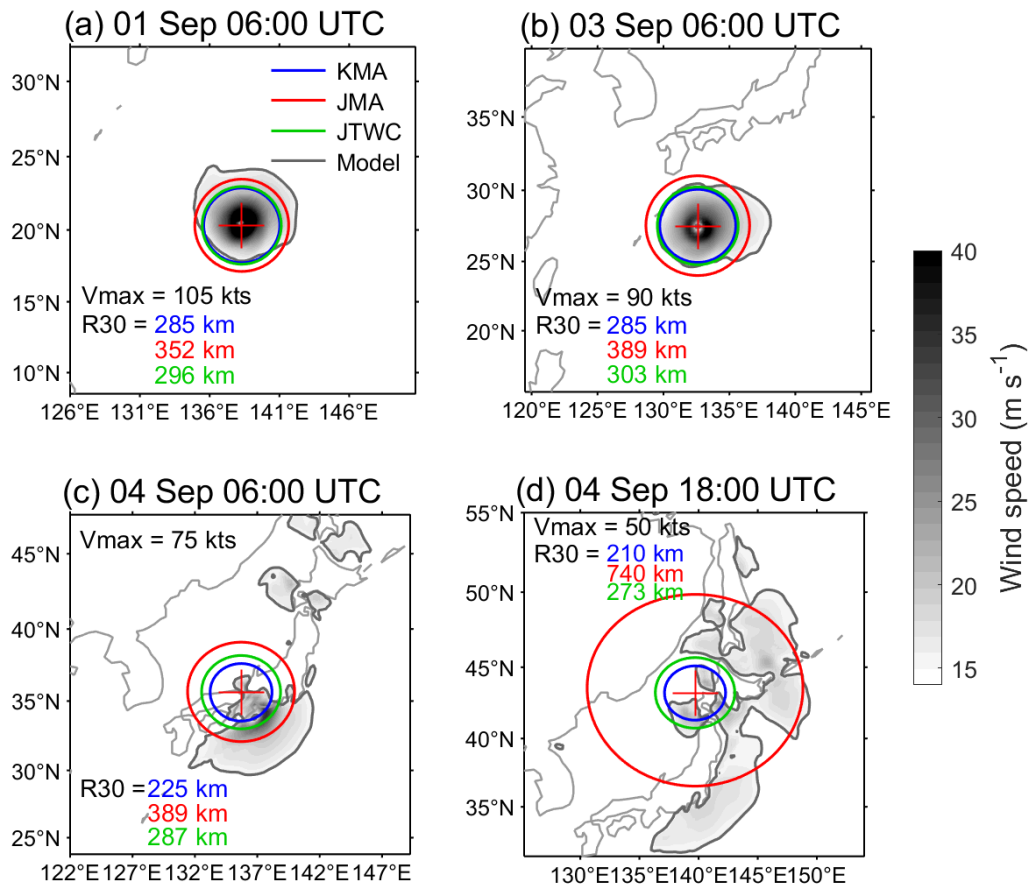 (a) 01 Sep 06:00 UTC
30°N
25°N
20°N
15°N
10°N
KMA
JMA
JTWC
Model
Vmax = 105 kts
R30 = 285 km
352 km
296 km
126°E 131°E 136°E 141°E 146°E
(b) 03 Sep 06:00 UTC
35°N
30°N
25°N
20°N
Vmax = 90 kts
R30 = 285 km
389 km
303 km
120°E 125°E 130°E 135°E 140°E 145°E
(c) 04 Sep 06:00 UTC
45°N
40°N
35°N
30°N
25°N
Vmax = 75 kts
R30 = 225 km
389 km
287 km
122°E 127°E 132°E 137°E 142°E 147°E
(d) 04 Sep 18:00 UTC
55°N
50°N
45°N
40°N
35°N
Vmax = 50 kts
R30 = 210 km
740 km
273 km
130°E 135°E 140°E 145°E 150°E
40
35
30
25
20
15
Wind speed (m s⁻¹)